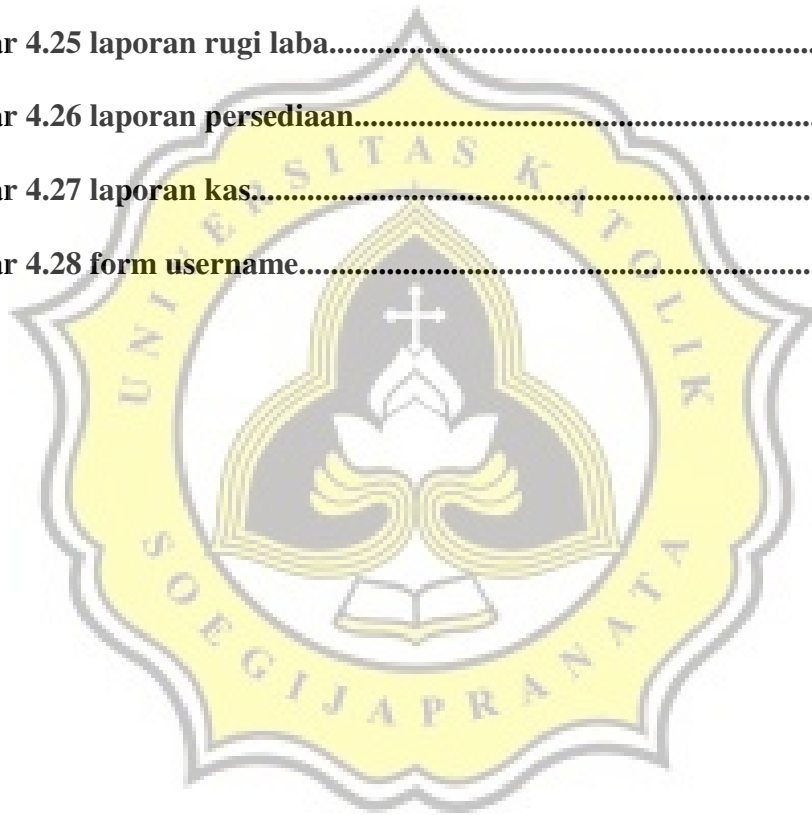 ar 4.25 laporan rugi laba.......................................................................................
ar 4.26 laporan persediaan..................................................................................
ar 4.27 laporan kas....................................................................................................
ar 4.28 form username............................................................................................
UNIVERSITAS KATOLIK
SOEGIJAPRANATA